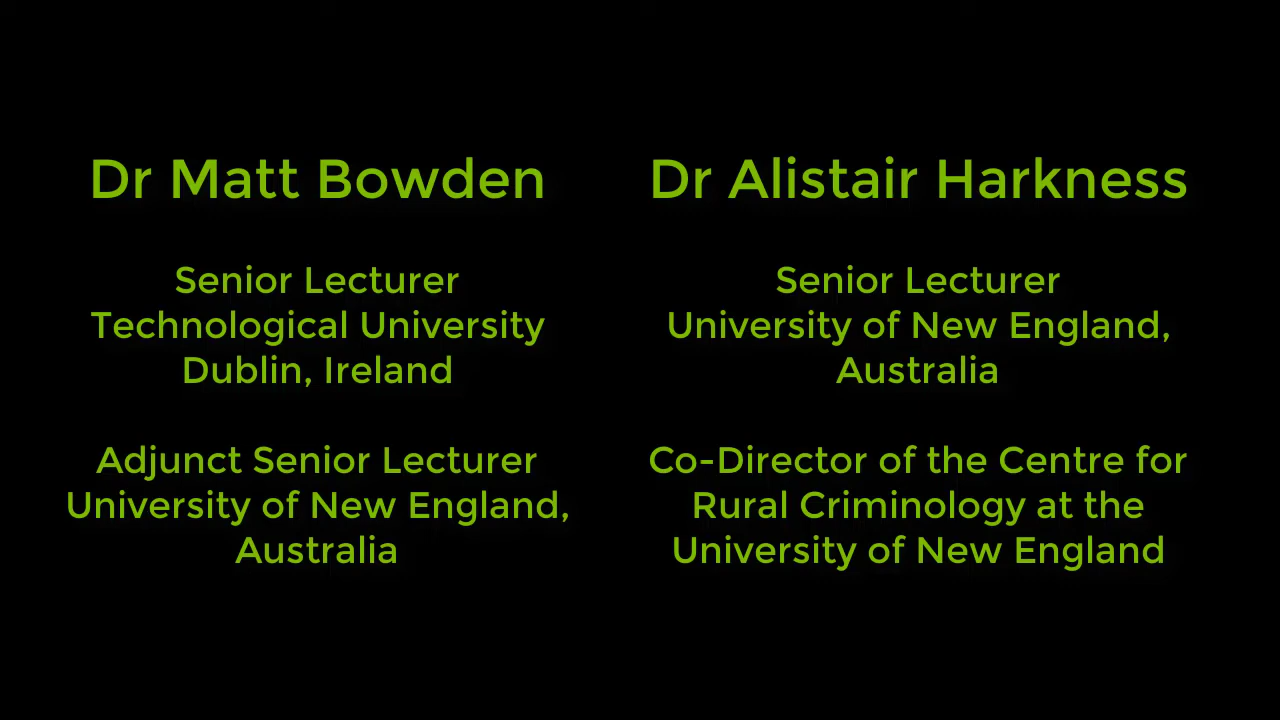 Dr Matt Bowden
Senior Lecturer
Technological University
Dublin, Ireland
Adjunct Senior Lecturer
University of New England,
Australia
Dr Alistair Harkness
Senior Lecturer
University of New England,
Australia
Co-Director of the Centre for
Rural Criminology at the
University of New England